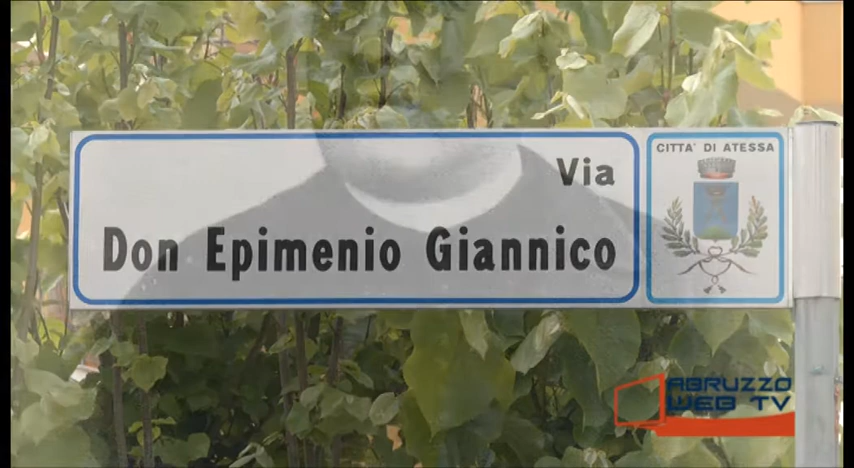 Via
Don Epimenio Giannico
CITTA' DI ATESSA
ABRUZZO
WEB TV